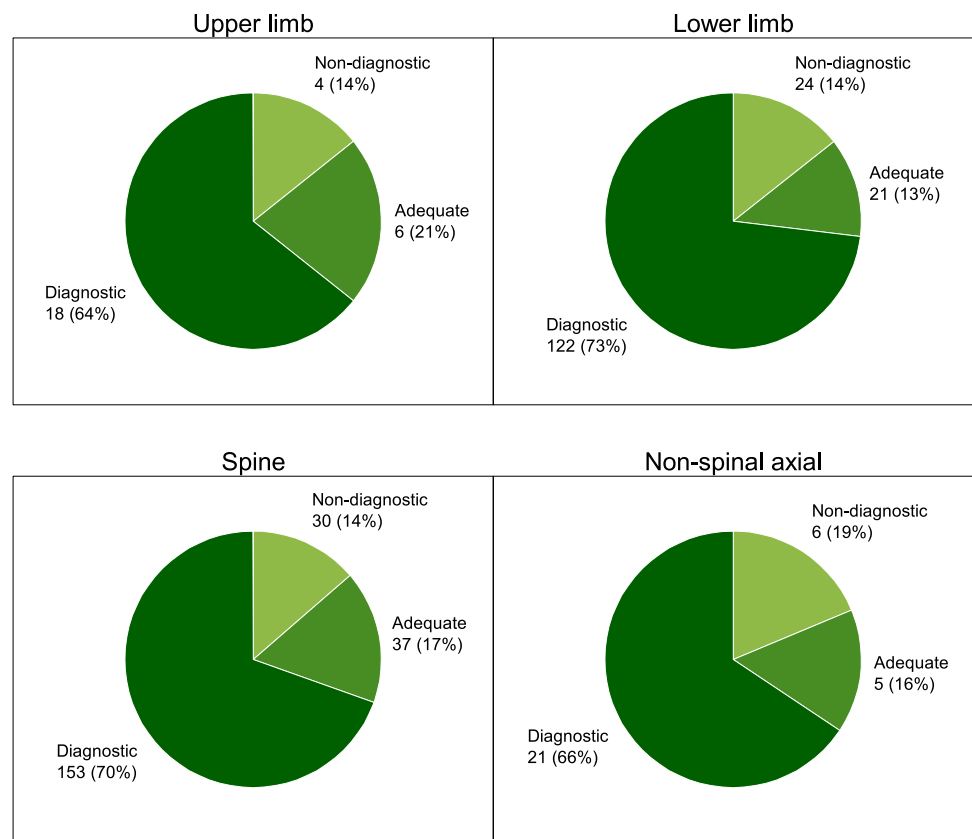 Upper limb
Non-diagnostic
4 (14%)
Adequate
6 (21%)
Diagnostic
18 (64%)
Lower limb
Non-diagnostic
24 (14%)
Adequate
21 (13%)
Diagnostic
122 (73%)
Spine
Non-diagnostic
30 (14%)
Adequate
37 (17%)
Diagnostic
153 (70%)
Non-spinal axial
Non-diagnostic
6 (19%)
Adequate
5 (16%)
Diagnostic
21 (66%)